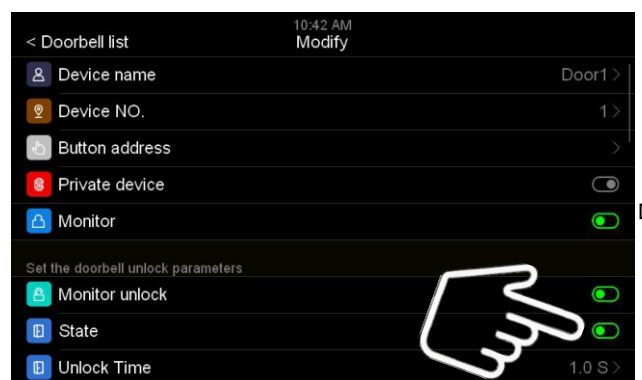 10:42 AM
< Doorbell list Modify
Device name Door1 >
Device NO. 1 >
Button address >
Private device
Monitor
Set the doorbell unlock parameters
Monitor unlock
State
Unlock Time 1.0 S >